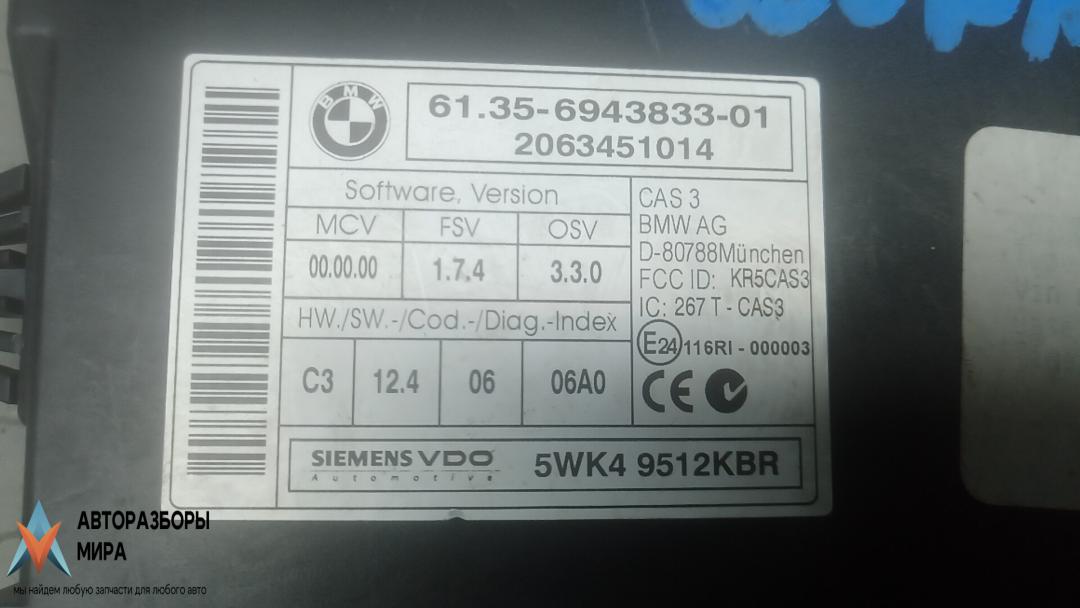 BMW
61.35-6943833-01
2063451014
Software, Version
MCV FSV OSV
00.00.00 1.7.4 3.3.0
HW./SW.-/Cod.-/Diag.-Index
C3 12.4 06 06A0
CAS 3
BMW AG
D-80788München
FCC ID: KR5CAS3
IC: 267 T - CAS3
E24 116RI - 000003
CE
SIEMENS VDO
Automotive
5WK4 9512KBR
АВТОРАЗБОРЫ
МИРА
мы найдем любую запчасти для любого авто